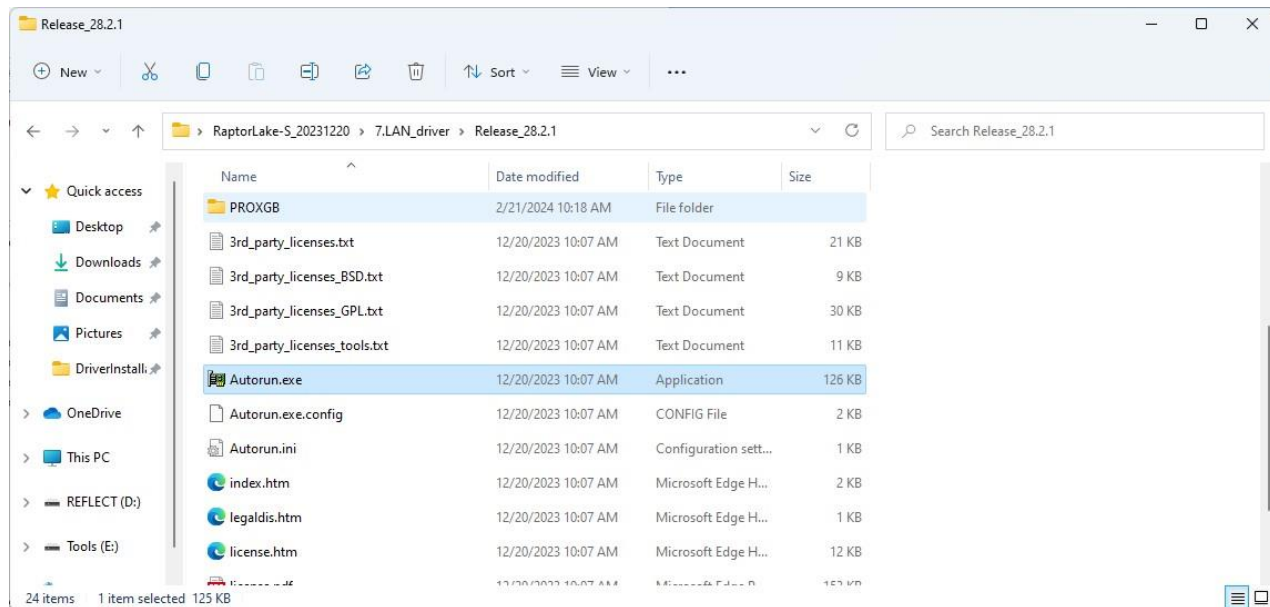 Release_28.2.1
New Sort View
RaptorLake-S_20231220 > 7.LAN_driver > Release_28.2.1 Search Release_28.2.1
Name Date modified Type Size
Quick access
Desktop
Downloads
Documents
Pictures
DriverInstall
OneDrive
This PC
REFLECT (D:)
Tools (E:)
PROXGB 2/21/2024 10:18 AM File folder
3rd_party_licenses.txt 12/20/2023 10:07 AM Text Document 21 KB
3rd_party_licenses_BSD.txt 12/20/2023 10:07 AM Text Document 9 KB
3rd_party_licenses_GPL.txt 12/20/2023 10:07 AM Text Document 30 KB
3rd_party_licenses_tools.txt 12/20/2023 10:07 AM Text Document 11 KB
Autorun.exe 12/20/2023 10:07 AM Application 126 KB
Autorun.exe.config 12/20/2023 10:07 AM CONFIG File 2 KB
Autorun.ini 12/20/2023 10:07 AM Configuration sett... 1 KB
index.htm 12/20/2023 10:07 AM Microsoft Edge H... 2 KB
legaldis.htm 12/20/2023 10:07 AM Microsoft Edge H... 1 KB
license.htm 12/20/2023 10:07 AM Microsoft Edge H... 12 KB
24 items 1 item selected 125 KB